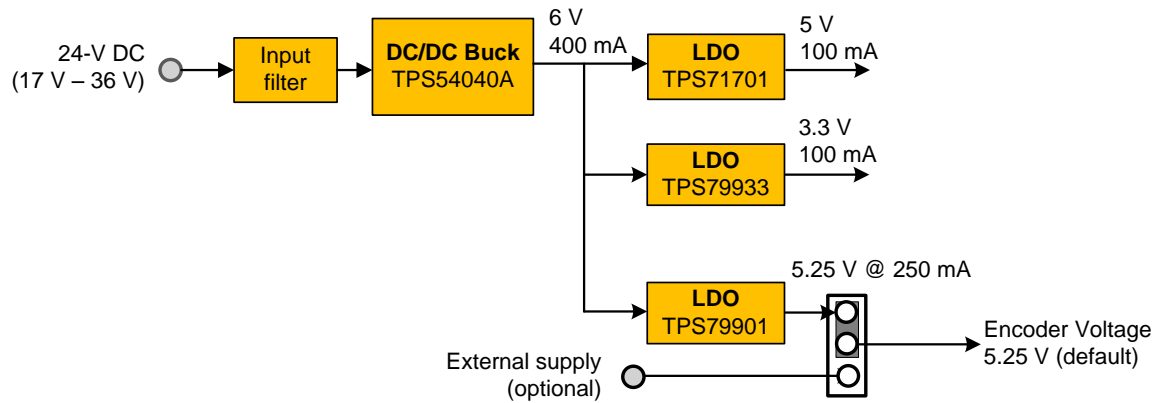 24-V DC
(17 V – 36 V)
Input
filter
DC/DC Buck
TPS54040A
6 V
400 mA
LDO
TPS71701
5 V
100 mA
LDO
TPS79933
3.3 V
100 mA
LDO
TPS79901
5.25 V @ 250 mA
External supply
(optional)
Encoder Voltage
5.25 V (default)